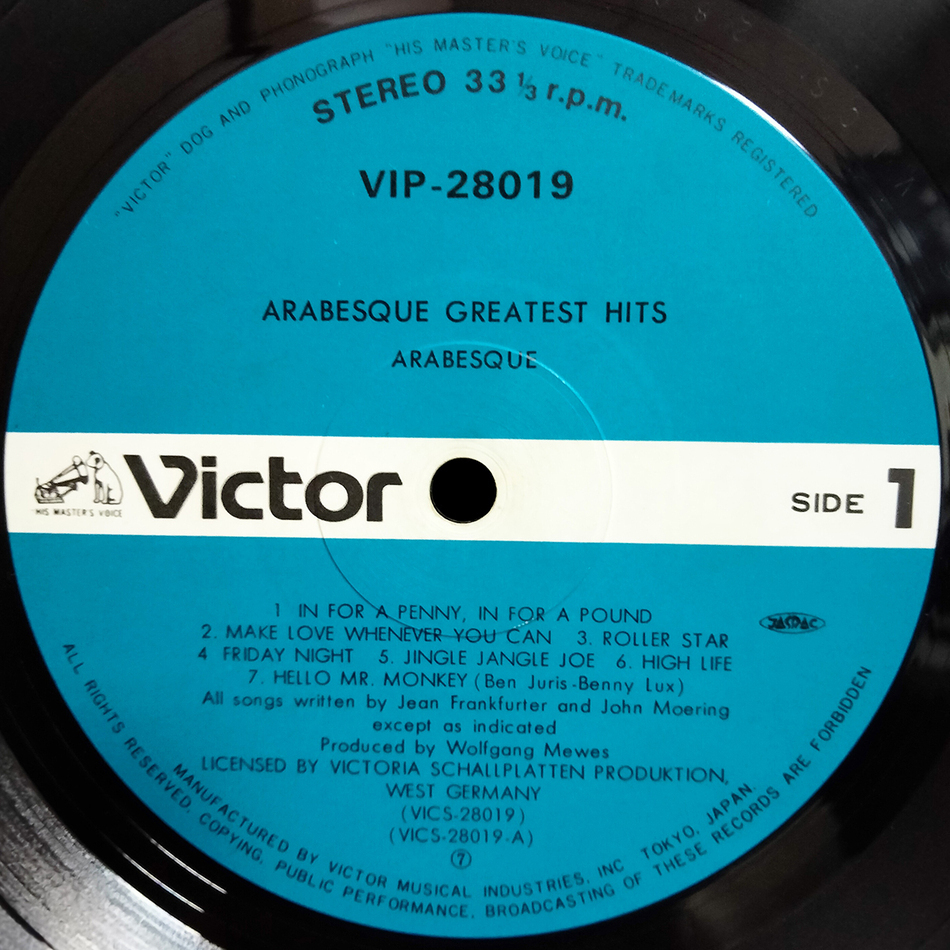 "VICTOR" DOG AND PHONOGRAPH "HIS MASTER'S VOICE" TRADEMARKS REGISTERED
STEREO 33 1/3 r.p.m.
VIP-28019
ARABESQUE GREATEST HITS
ARABESQUE
"HIS MASTER'S VOICE"
Victor
SIDE 1
1 IN FOR A PENNY, IN FOR A POUND
2. MAKE LOVE WHENEVER YOU CAN 3. ROLLER STAR
4 FRIDAY NIGHT 5. JINGLE JANGLE JOE 6. HIGH LIFE
7. HELLO MR. MONKEY (Ben Juris-Benny Lux)
JASRAC
All songs written by Jean Frankfurter and John Moering
except as indicated
Produced by Wolfgang Mewes
LICENSED BY VICTORIA SCHALLPLATTEN PRODUKTION,
WEST GERMANY
(VICS-28019)
(VICS-28019-A)
⑦
MANUFACTURED BY VICTOR MUSICAL INDUSTRIES, INC. TOKYO, JAPAN
ALL RIGHTS RESERVED. COPYING, PUBLIC PERFORMANCE, BROADCASTING OF THESE RECORDS ARE FORBIDDEN